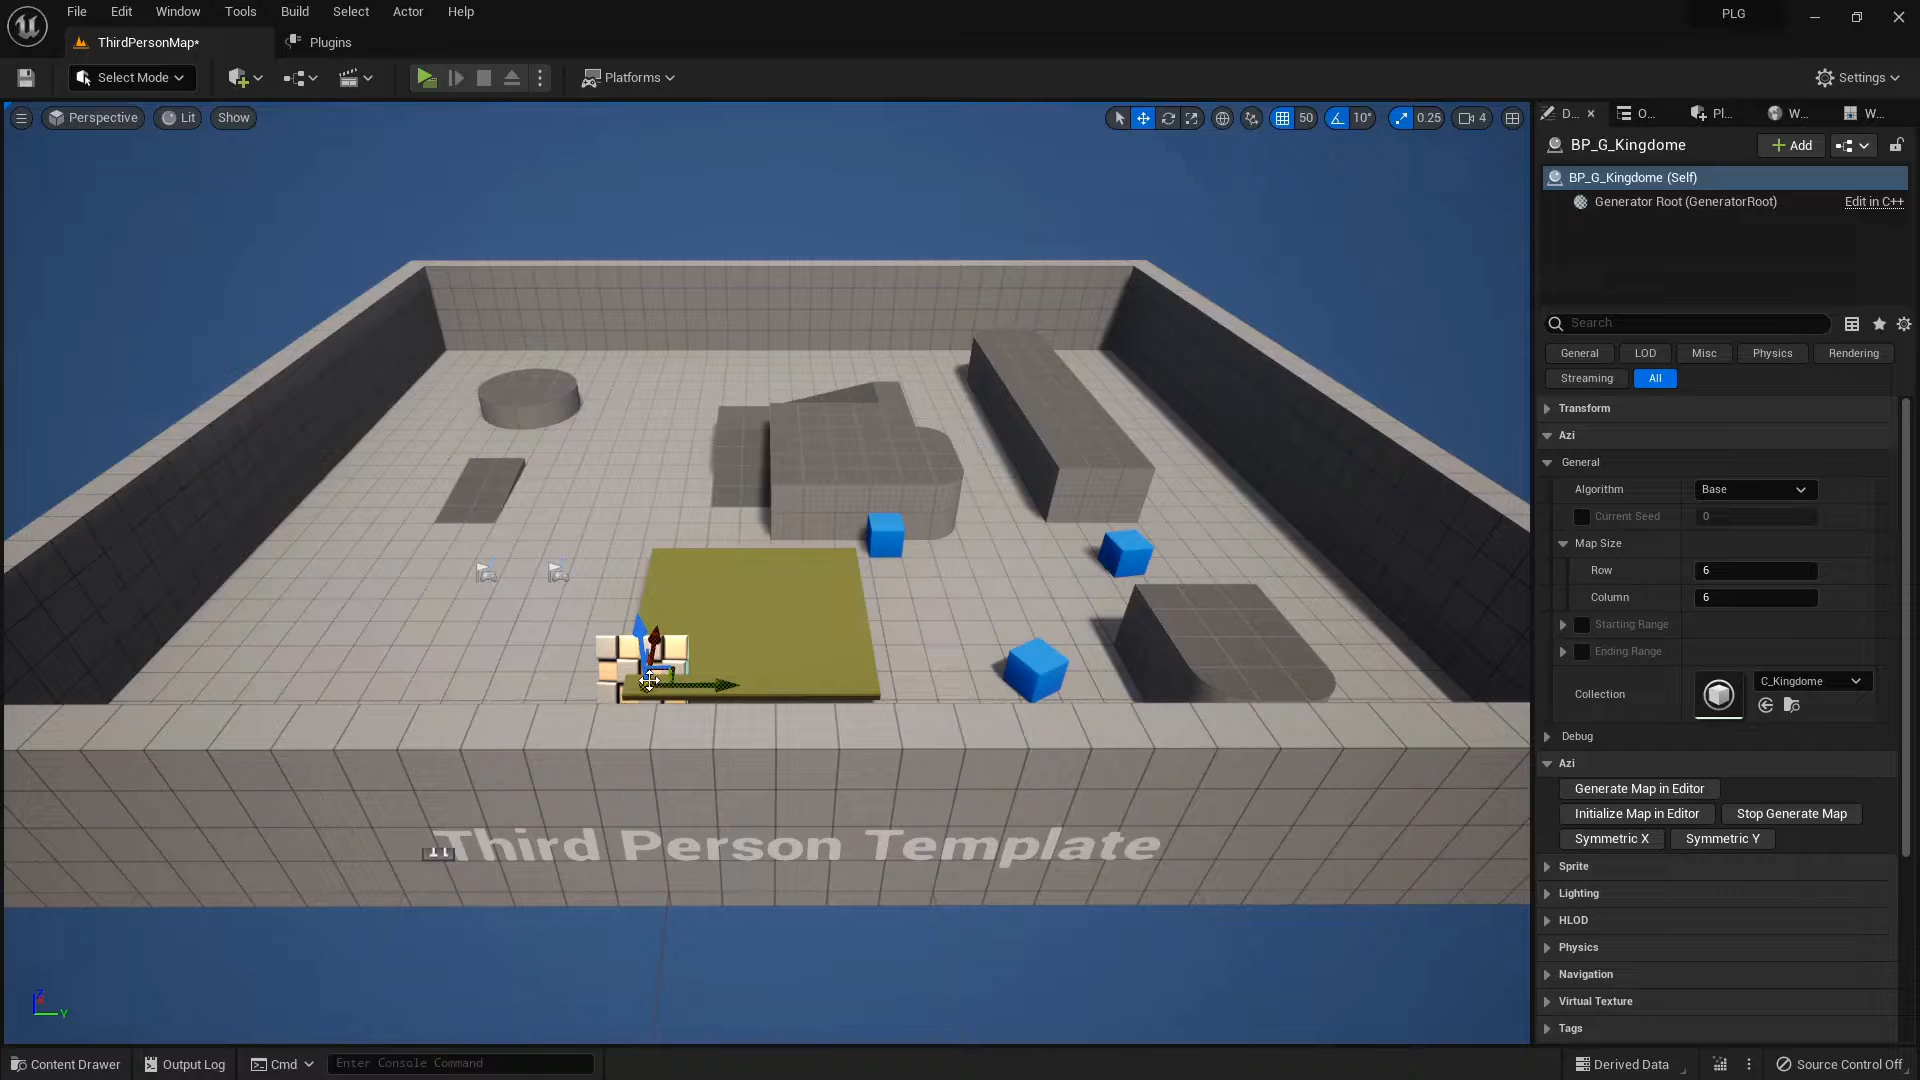 File Edit Window Tools Build Select Actor Help
PLG
ThirdPersonMap*
Plugins
Select Mode
Platforms
Settings
Perspective
Lit
Show
50
10°
0.25
4
D...
O...
Pl...
W...
W...
BP_G_Kingdome
Add
BP_G_Kingdome (Self)
Generator Root (GeneratorRoot)
Edit in C++
Search
General LOD Misc Physics Rendering
Streaming All
Transform
Azi
General
Algorithm Base
Current Seed 0
Map Size
Row 6
Column 6
Starting Range
Ending Range
Collection C_Kingdome
Debug
Azi
Generate Map in Editor
Initialize Map in Editor Stop Generate Map
Symmetric X Symmetric Y
Sprite
Lighting
HLOD
Physics
Navigation
Virtual Texture
Tags
Third Person Template
Z
Y
Content Drawer
Output Log
Cmd
Enter Console Command
Derived Data
Source Control Off